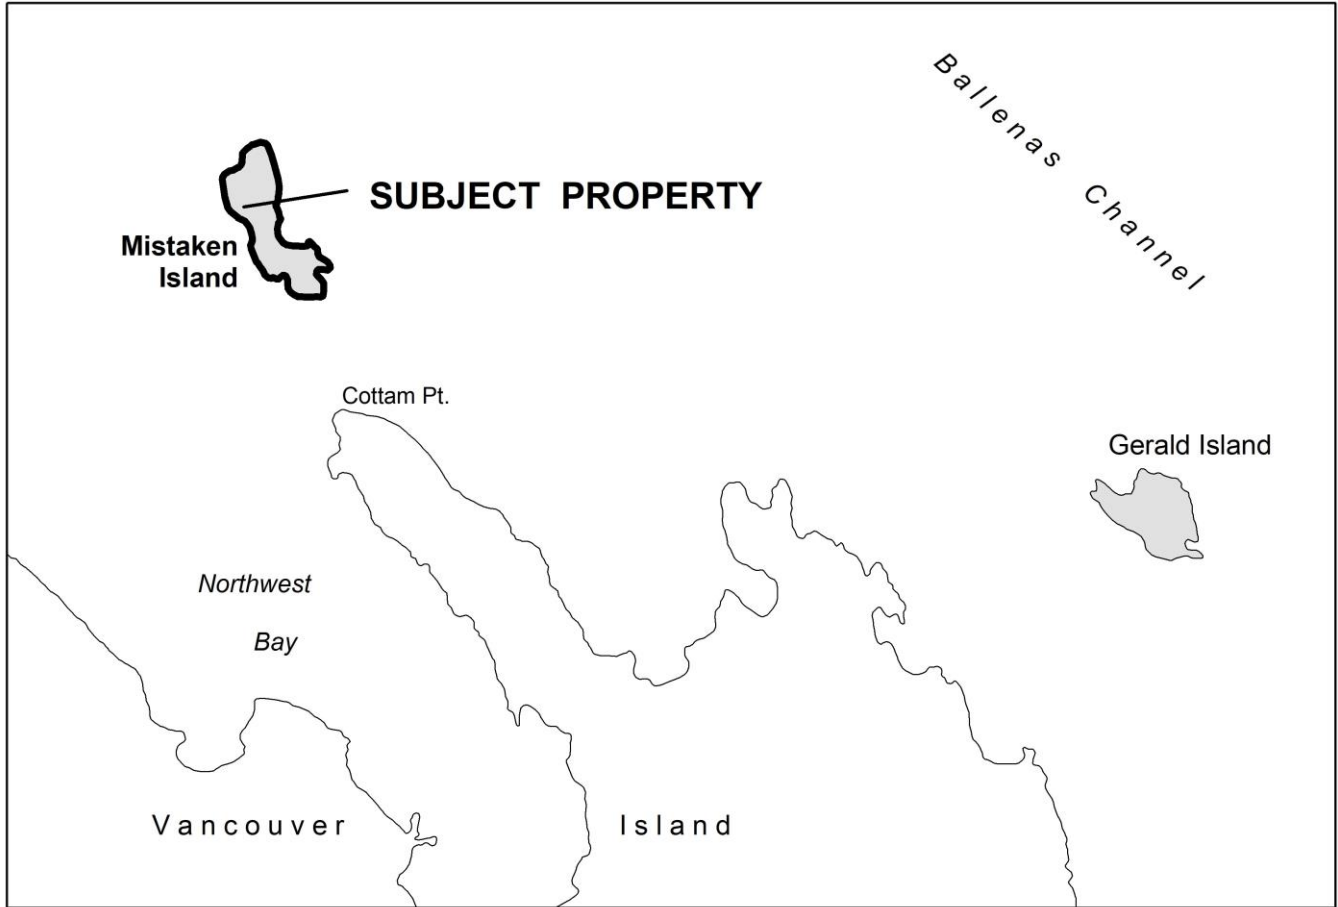 Ballenas Channel
SUBJECT PROPERTY
Mistaken
Island
Cottam Pt.
Gerald Island
Northwest
Bay
Vancouver Island